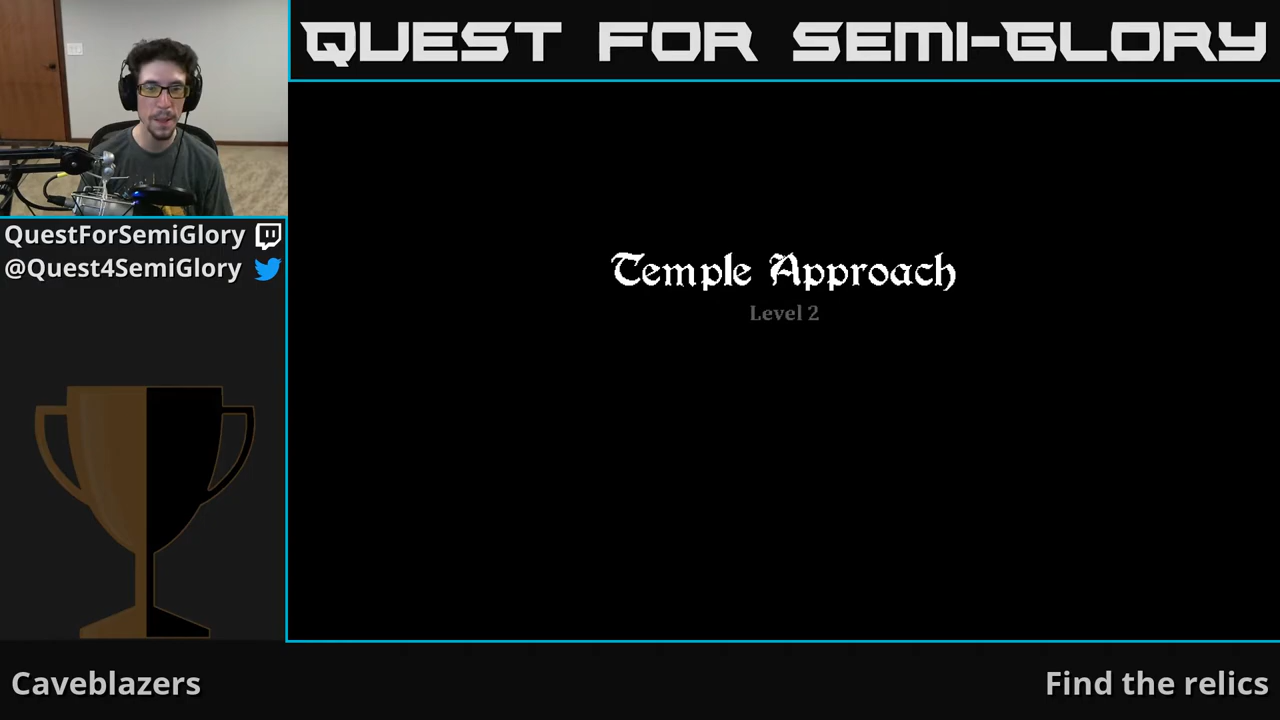 QUEST FOR SEMI-GLORY
QuestForSemiGlory
@Quest4SemiGlory
Temple Approach
Level 2
Caveblazers
Find the relics